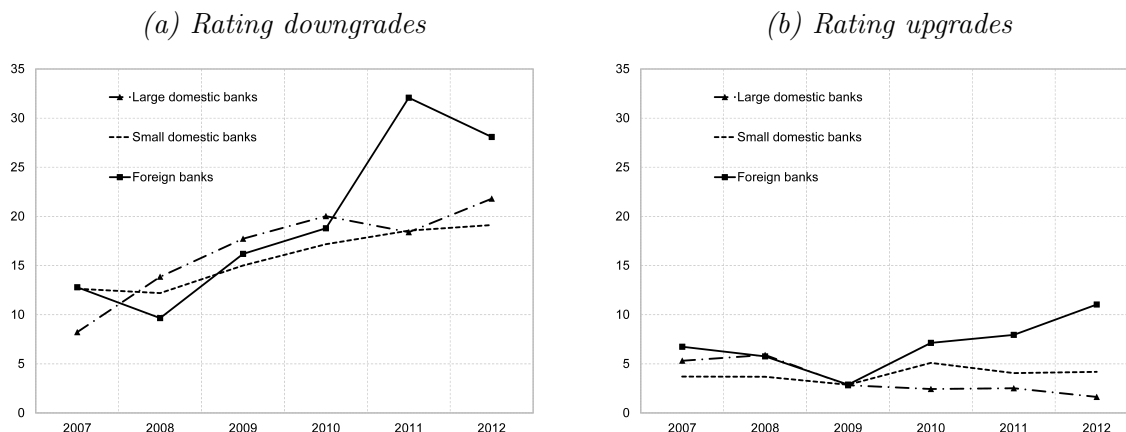 (a) Rating downgrades
35
30
25
20
15
10
5
0
Large domestic banks
Small domestic banks
Foreign banks
2007 2008 2009 2010 2011 2012
(b) Rating upgrades
35
30
25
20
15
10
5
0
Large domestic banks
Small domestic banks
Foreign banks
2007 2008 2009 2010 2011 2012